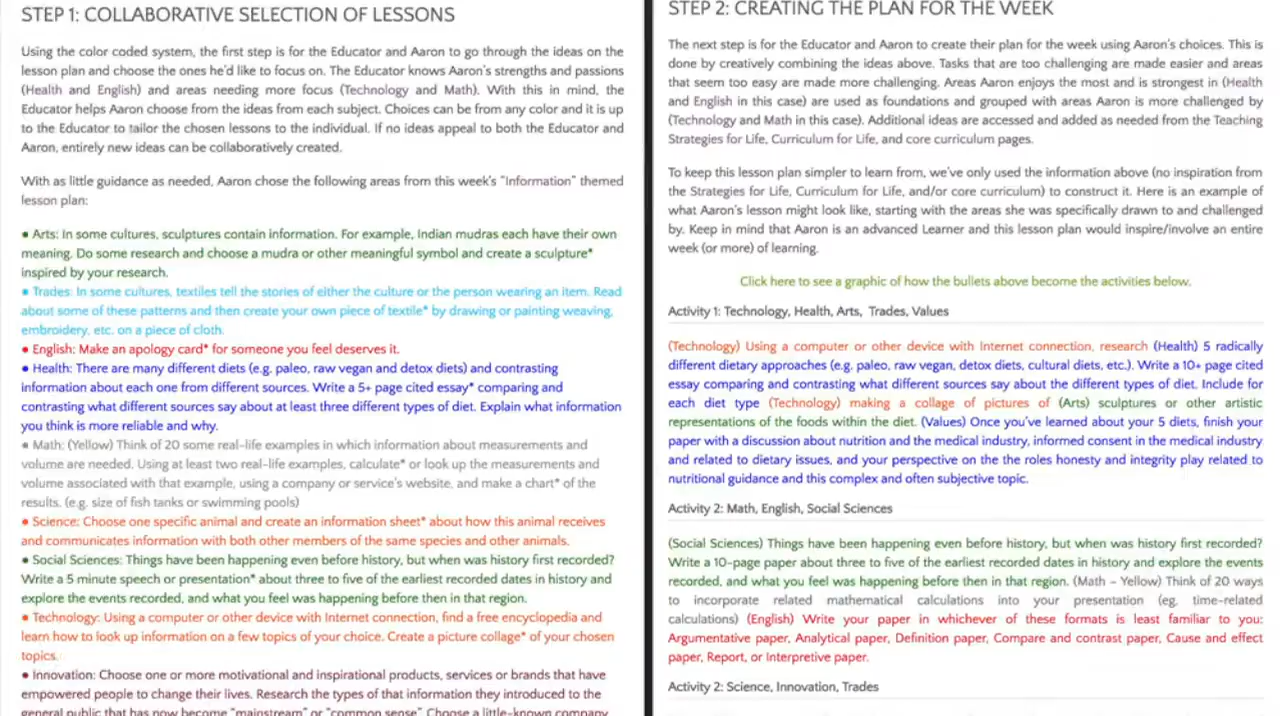 STEP 1: COLLABORATIVE SELECTION OF LESSONS
Using the color coded system, the first step is for the Educator and Aaron to go through the ideas on the
lesson plan and choose the ones he'd like to focus on. The Educator knows Aaron's strengths and passions
(Health and English) and areas needing more focus (Technology and Math). With this in mind, the
Educator helps Aaron choose from the ideas from each subject. Choices can be from any color and it is up
to the Educator to tailor the chosen lessons to the individual. If no ideas appeal to both the Educator and
Aaron, entirely new ideas can be collaboratively created.
With as little guidance as needed, Aaron chose the following areas from this week's "Information" themed
lesson plan:
● Arts: In some cultures, sculptures contain information. For example, Indian mudras each have their own
meaning. Do some research and choose a mudra or other meaningful symbol and create a sculpture*
inspired by your research.
● Trades: In some cultures, textiles tell the stories of either the culture or the person wearing an item. Read
about some of these patterns and then create your own piece of textile* by drawing or painting weaving,
embroidery, etc. on a piece of cloth.
● English: Make an apology card* for someone you feel deserves it.
● Health: There are many different diets (e.g. paleo, raw vegan and detox diets) and contrasting
information about each one from different sources. Write a 5+ page cited essay* comparing and
contrasting what different sources say about at least three different types of diet. Explain what information
you think is more reliable and why.
● Math: (Yellow) Think of 20 some real-life examples in which information about measurements and
volume are needed. Using at least two real-life examples, calculate* or look up the measurements and
volume associated with that example, using a company or service's website, and make a chart* of the
results. (e.g. size of fish tanks or swimming pools)
● Science: Choose one specific animal and create an information sheet* about how this animal receives
and communicates information with both other members of the same species and other animals.
● Social Sciences: Things have been happening even before history, but when was history first recorded?
Write a 5 minute speech or presentation* about three to five of the earliest recorded dates in history and
explore the events recorded, and what you feel was happening before then in that region.
● Technology: Using a computer or other device with Internet connection, find a free encyclopedia and
learn how to look up information on a few topics of your choice. Create a picture collage* of your chosen
topics.
● Innovation: Choose one or more motivational and inspirational products, services or brands that have
empowered people to change their lives. Research the types of that information they introduced to the
general public that has now become "mainstream" or "common sense". Choose a little-known company
STEP 2: CREATING THE PLAN FOR THE WEEK
The next step is for the Educator and Aaron to create their plan for the week using Aaron's choices. This is
done by creatively combining the ideas above. Tasks that are too challenging are made easier and areas
that seem too easy are made more challenging. Areas Aaron enjoys the most and is strongest in (Health
and English in this case) are used as foundations and grouped with areas Aaron is more challenged by
(Technology and Math in this case). Additional ideas are accessed and added as needed from the Teaching
Strategies for Life, Curriculum for Life, and core curriculum pages.
To keep this lesson plan simpler to learn from, we've only used the information above (no inspiration from
the Strategies for Life, Curriculum for Life, and/or core curriculum) to construct it. Here is an example of
what Aaron's lesson might look like, starting with the areas she was specifically drawn to and challenged
by. Keep in mind that Aaron is an advanced Learner and this lesson plan would inspire/involve an entire
week (or more) of learning.
Click here to see a graphic of how the bullets above become the activities below.
Activity 1: Technology, Health, Arts, Trades, Values
(Technology) Using a computer or other device with Internet connection, research (Health) 5 radically
different dietary approaches (e.g. paleo, raw vegan, detox diets, cultural diets, etc.). Write a 10+ page cited
essay comparing and contrasting what different sources say about the different types of diet. Include for
each diet type (Technology) making a collage of pictures of (Arts) sculptures or other artistic
representations of the foods within the diet. (Values) Once you've learned about your 5 diets, finish your
paper with a discussion about nutrition and the medical industry, informed consent in the medical industry
and related to dietary issues, and your perspective on the the roles honesty and integrity play related to
nutritional guidance and this complex and often subjective topic.
Activity 2: Math, English, Social Sciences
(Social Sciences) Things have been happening even before history, but when was history first recorded?
Write a 10-page paper about three to five of the earliest recorded dates in history and explore the events
recorded, and what you feel was happening before then in that region. (Math – Yellow) Think of 20 ways
to incorporate related mathematical calculations into your presentation (eg. time-related
calculations) (English) Write your paper in whichever of these formats is least familiar to you:
Argumentative paper, Analytical paper, Definition paper, Compare and contrast paper, Cause and effect
paper, Report, or Interpretive paper.
Activity 2: Science, Innovation, Trades